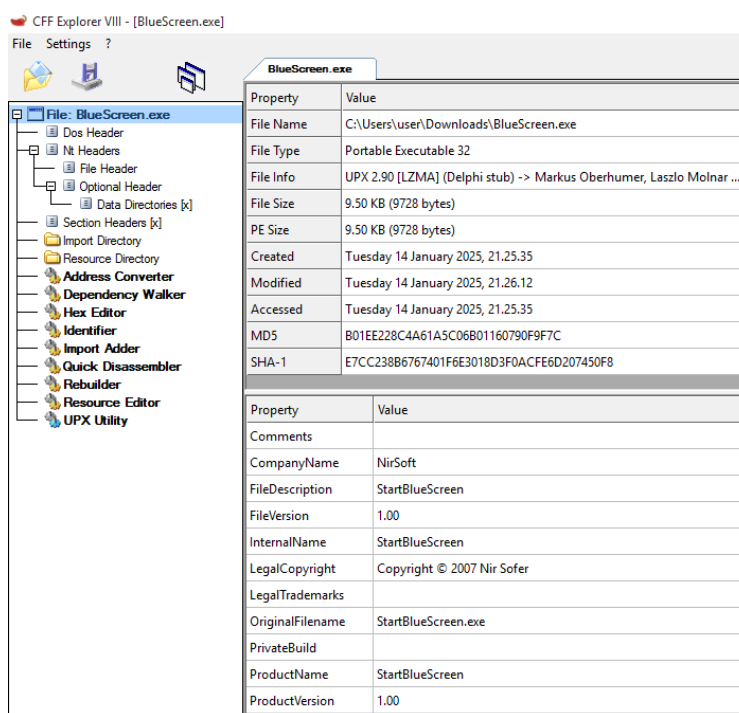 CFF Explorer VIII - [BlueScreen.exe]
File Settings ?
BlueScreen.exe
File: BlueScreen.exe
Dos Header
Nt Headers
File Header
Optional Header
Data Directories [x]
Section Headers [x]
Import Directory
Resource Directory
Address Converter
Dependency Walker
Hex Editor
Identifier
Import Adder
Quick Disassembler
Rebuilder
Resource Editor
UPX Utility
Property Value
File Name C:\Users\user\Downloads\BlueScreen.exe
File Type Portable Executable 32
File Info UPX 2.90 [LZMA] (Delphi stub) -> Markus Oberhumer, Laszlo Molnar ...
File Size 9.50 KB (9728 bytes)
PE Size 9.50 KB (9728 bytes)
Created Tuesday 14 January 2025, 21.25.35
Modified Tuesday 14 January 2025, 21.26.12
Accessed Tuesday 14 January 2025, 21.25.35
MD5 B01EE228C4A61A5C06B01160790F9F7C
SHA-1 E7CC238B6767401F6E3018D3F0ACFE6D207450F8
Property Value
Comments
CompanyName NirSoft
FileDescription StartBlueScreen
FileVersion 1.00
InternalName StartBlueScreen
LegalCopyright Copyright © 2007 Nir Sofer
LegalTrademarks
OriginalFilename StartBlueScreen.exe
PrivateBuild
ProductName StartBlueScreen
ProductVersion 1.00